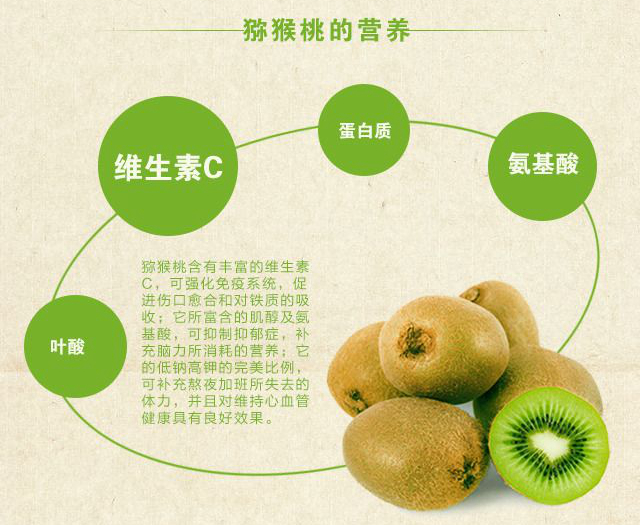 猕猴桃的营养
维生素C
蛋白质
氨基酸
叶酸
猕猴桃含有丰富的维生素
C，可强化免疫系统，促
进伤口愈合和对铁质的吸
收；它所富含的肌醇及氨
基酸，可抑制抑郁症，补
充脑力所消耗的营养；它
的低钠高钾的完美比例，
可补充熬夜加班所失去的
体力，并且对维持心血管
健康具有良好效果。